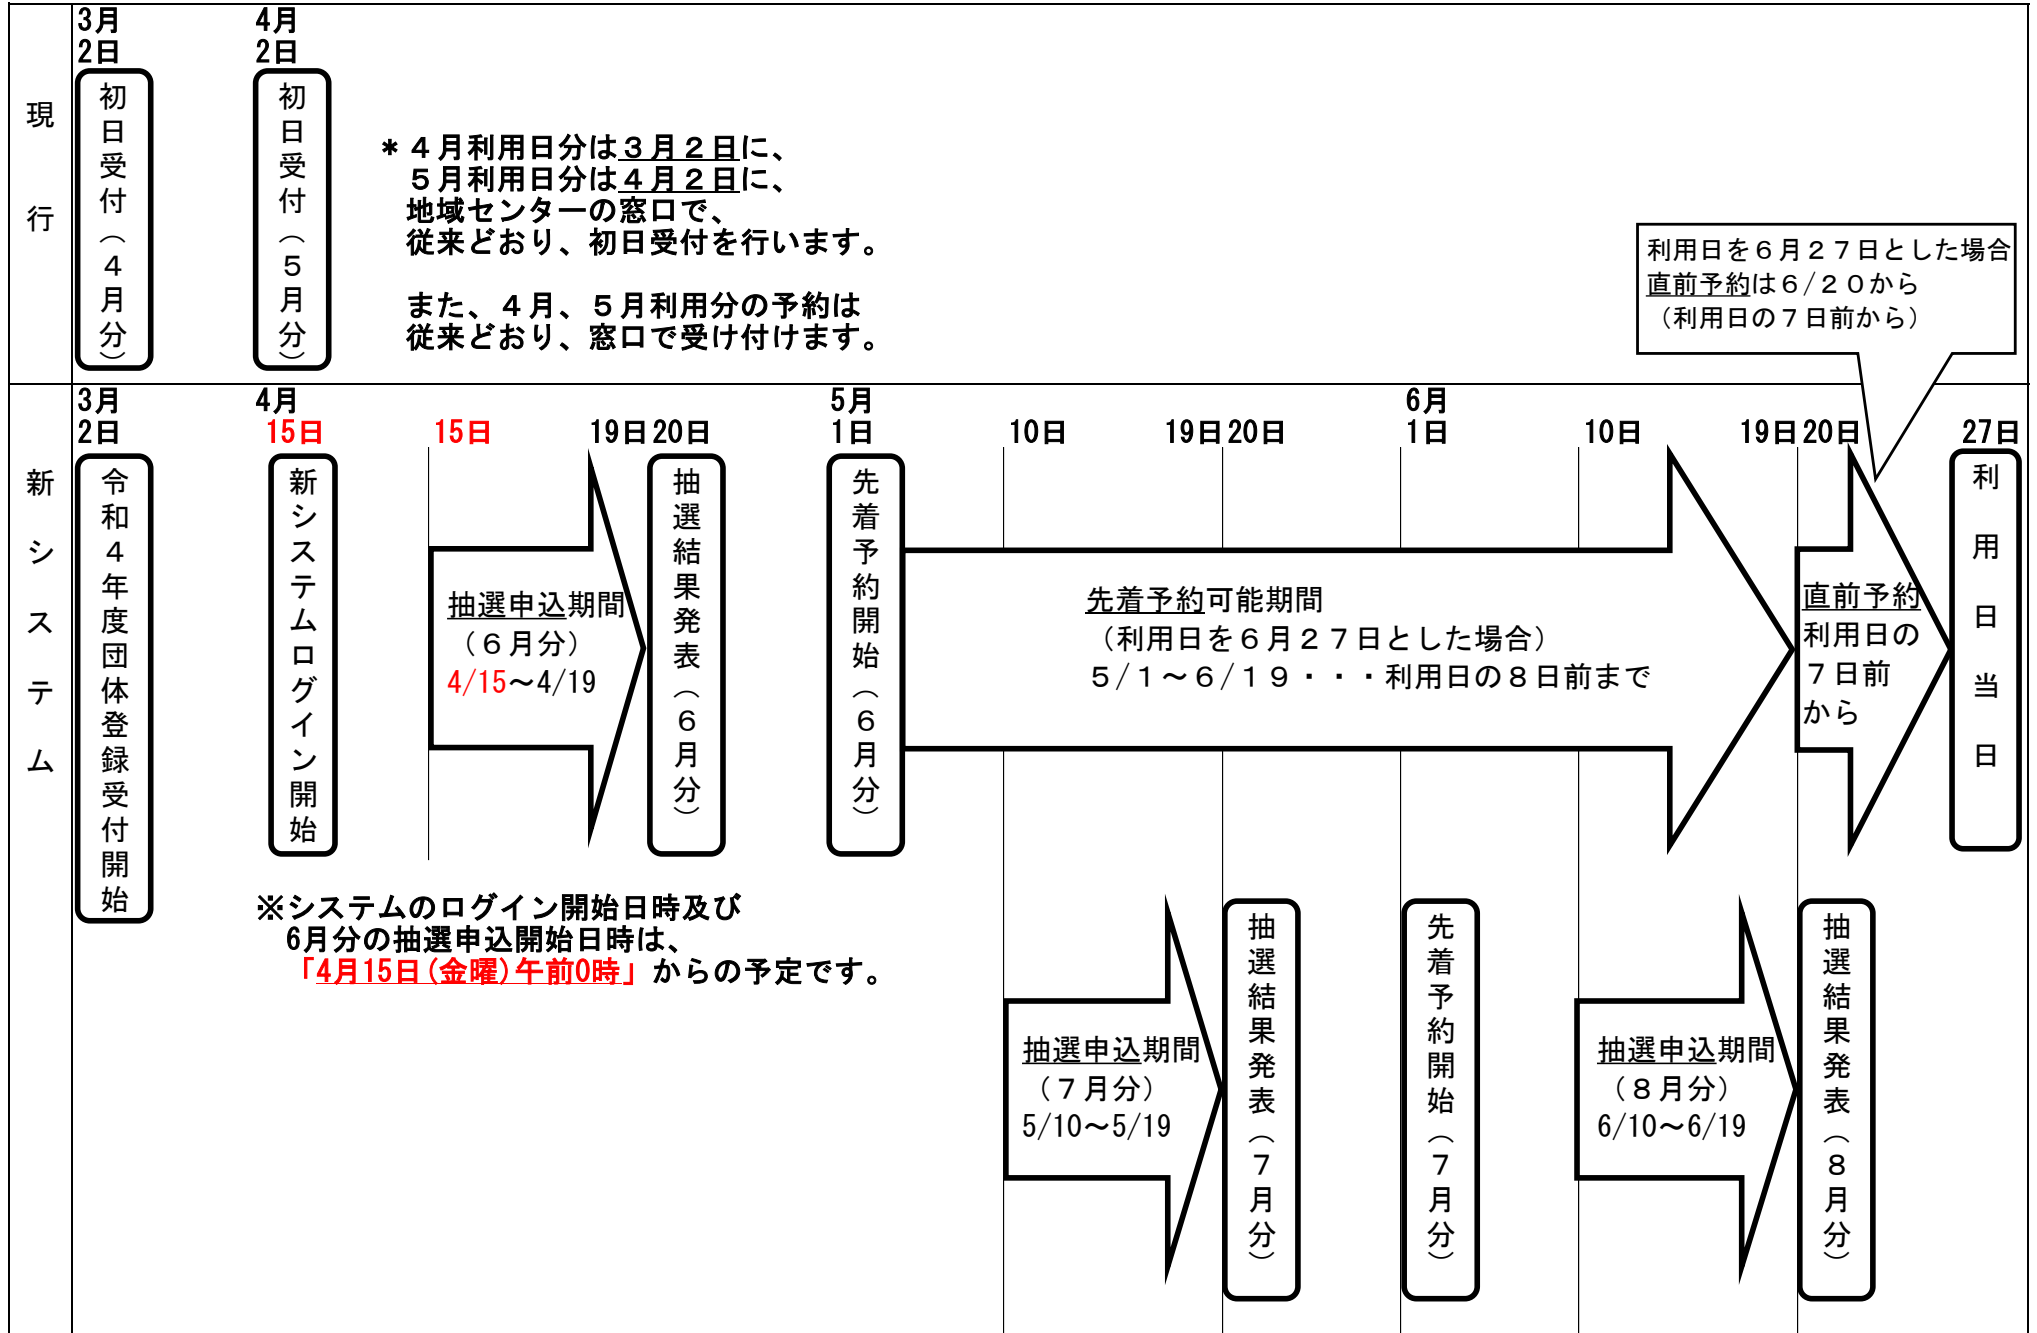 現行
3月
2日
初日受付（４月分）
4月
2日
初日受付（５月分）
＊４月利用日分は３月２日に、
５月利用日分は４月２日に、
地域センターの窓口で、
従来どおり、初日受付を行います。
また、４月、５月利用分の予約は
従来どおり、窓口で受け付けます。
利用日を６月２７日とした場合
直前予約は６/２０から
（利用日の７日前から）
新システム
3月
2日
令和４年度団体登録受付開始
4月
15日
新システムログイン開始
15日
19日
抽選申込期間
（６月分）
4/15～4/19
20日
抽選結果発表（６月分）
5月
1日
先着予約開始（６月分）
10日
19日
20日
6月
1日
10日
19日
20日
27日
先着予約可能期間
（利用日を６月２７日とした場合）
５/１～６/１９・・・利用日の８日前まで
直前予約
利用日の
７日前
から
利用日当日
※システムのログイン開始日時及び
6月分の抽選申込開始日時は、
「4月15日(金曜)午前0時」からの予定です。
抽選申込期間
（７月分）
5/10～5/19
抽選結果発表（７月分）
先着予約開始（７月分）
抽選申込期間
（８月分）
6/10～6/19
抽選結果発表（８月分）